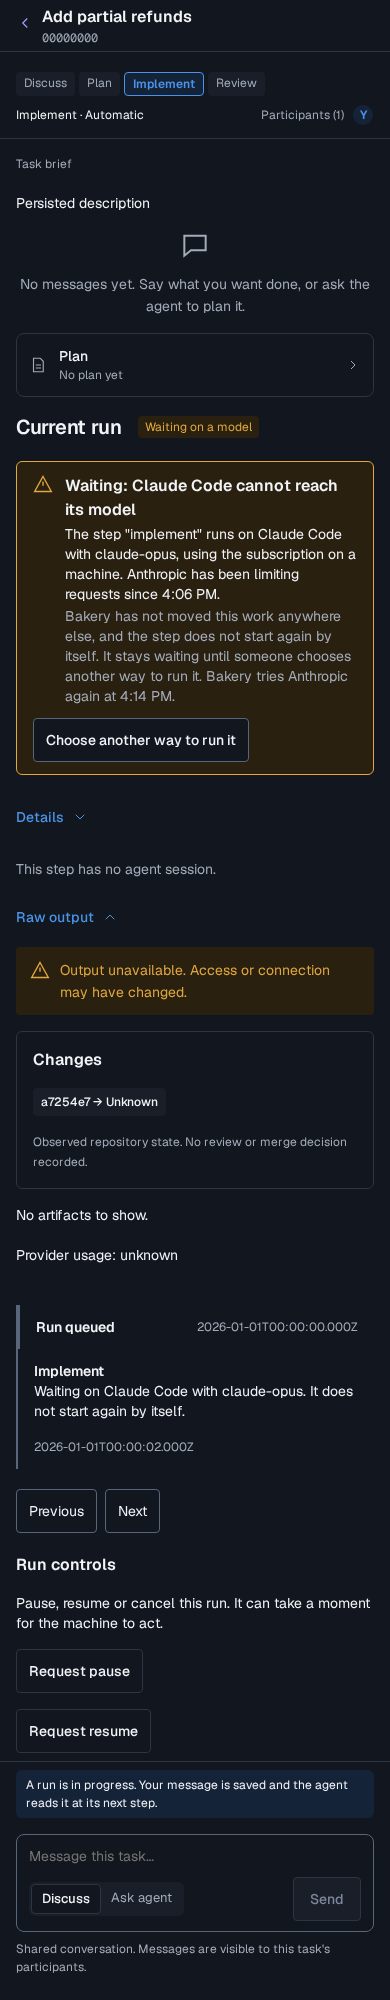 Add partial refunds
00000000
Discuss
Plan
Implement
Review
Implement · Automatic
Participants (1)
Y
Task brief
Persisted description
No messages yet. Say what you want done, or ask the
agent to plan it.
Plan
No plan yet
Current run
Waiting on a model
Waiting: Claude Code cannot reach
its model
The step "implement" runs on Claude Code
with claude-opus, using the subscription on a
machine. Anthropic has been limiting
requests since 4:06 PM.
Bakery has not moved this work anywhere
else, and the step does not start again by
itself. It stays waiting until someone chooses
another way to run it. Bakery tries Anthropic
again at 4:14 PM.
Choose another way to run it
Details
This step has no agent session.
Raw output
Output unavailable. Access or connection
may have changed.
Changes
a7254e7 → Unknown
Observed repository state. No review or merge decision
recorded.
No artifacts to show.
Provider usage: unknown
Run queued
2026-01-01T00:00:00.000Z
Implement
Waiting on Claude Code with claude-opus. It does
not start again by itself.
2026-01-01T00:00:02.000Z
Previous
Next
Run controls
Pause, resume or cancel this run. It can take a moment
for the machine to act.
Request pause
Request resume
A run is in progress. Your message is saved and the agent
reads it at its next step.
Message this task...
Discuss
Ask agent
Send
Shared conversation. Messages are visible to this task's
participants.